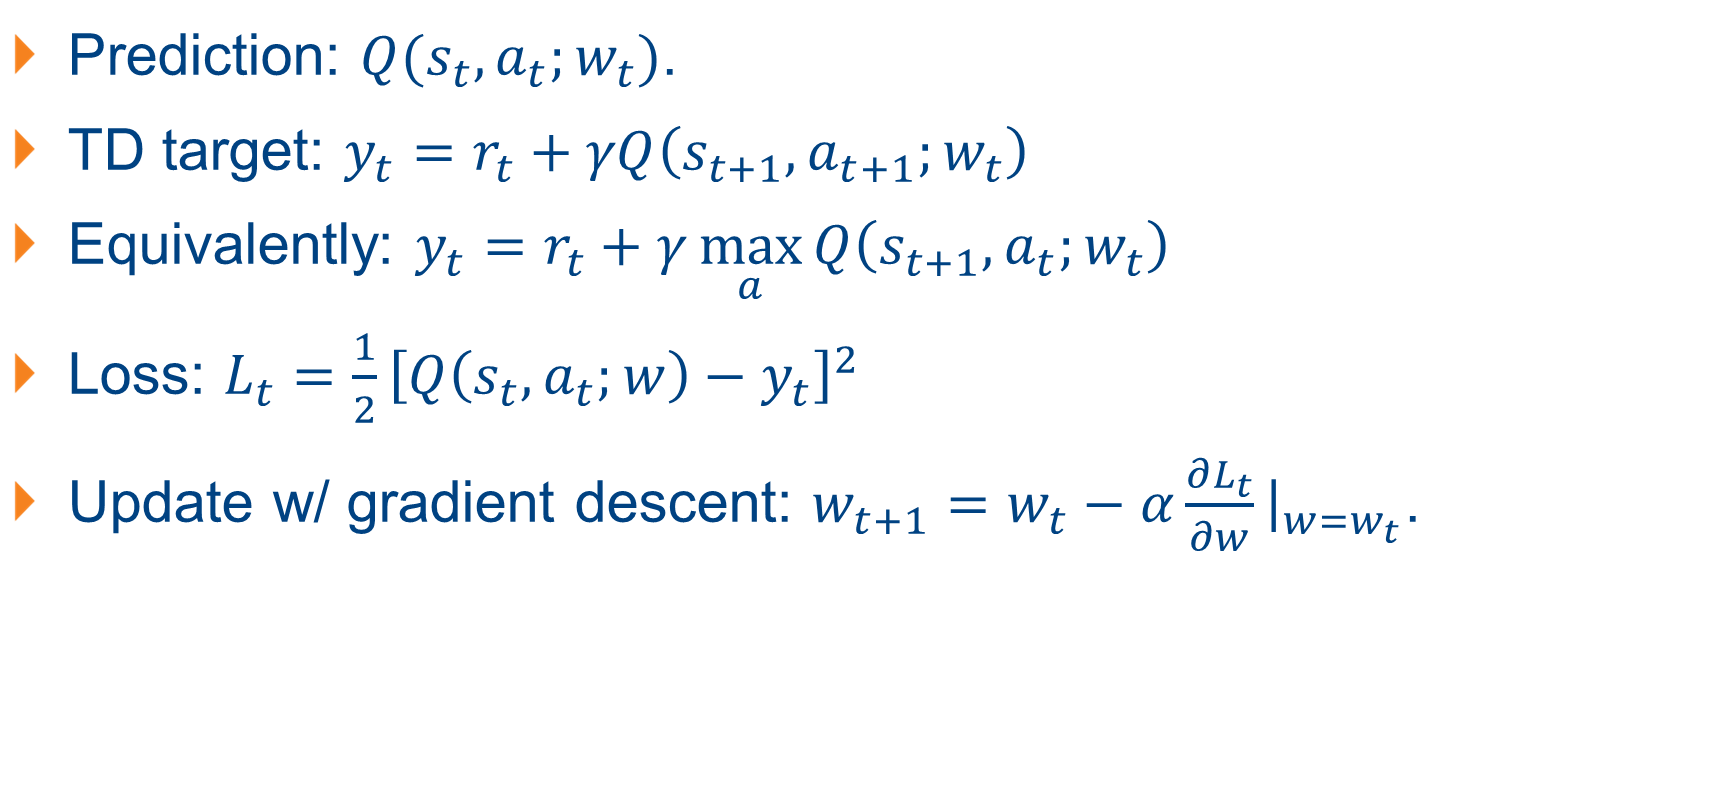 Prediction: Q(s_t, a_t; w_t).
TD target: y_t = r_t + γQ(s_{t+1}, a_{t+1}; w_t)
Equivalently: y_t = r_t + γ max_a Q(s_{t+1}, a_t; w_t)
Loss: L_t = 1/2 [Q(s_t, a_t; w) − y_t]^2
Update w/ gradient descent: w_{t+1} = w_t − α ∂L_t/∂w |_{w=w_t}.